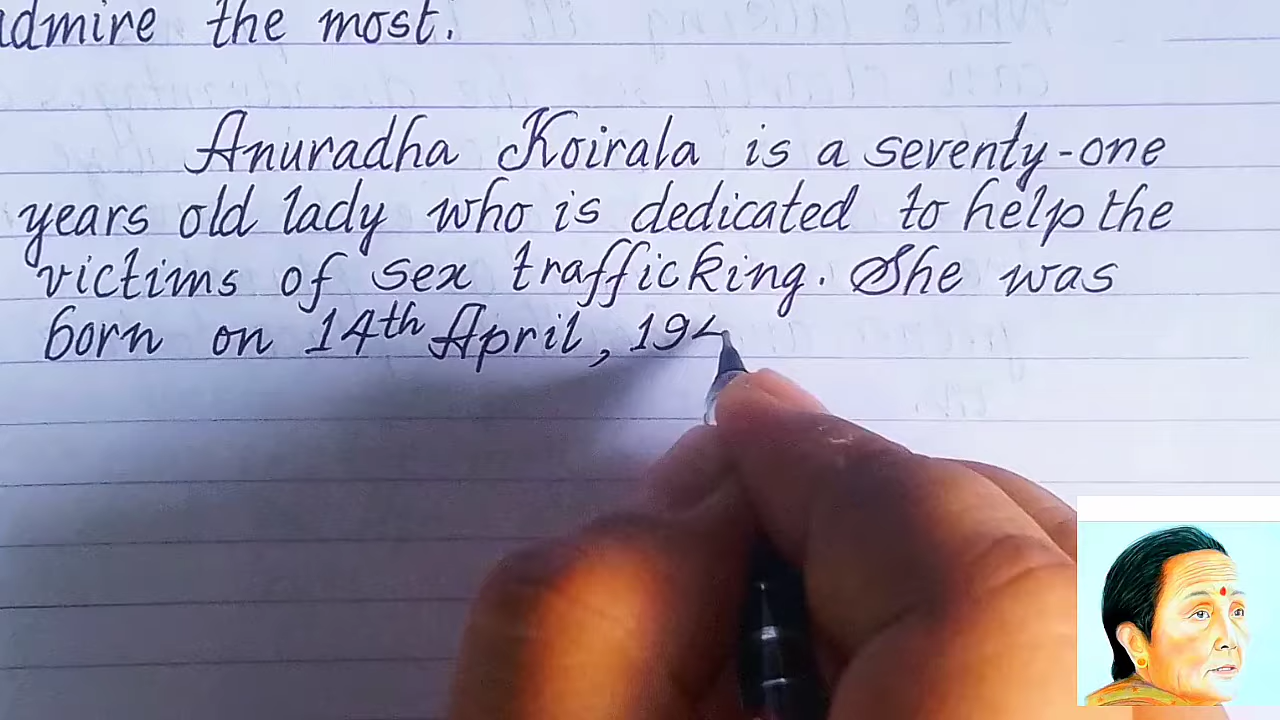 admire the most.
Anuradha Koirala is a seventy-one
years old lady who is dedicated to help the
victims of sex trafficking. She was
born on 14th April, 194